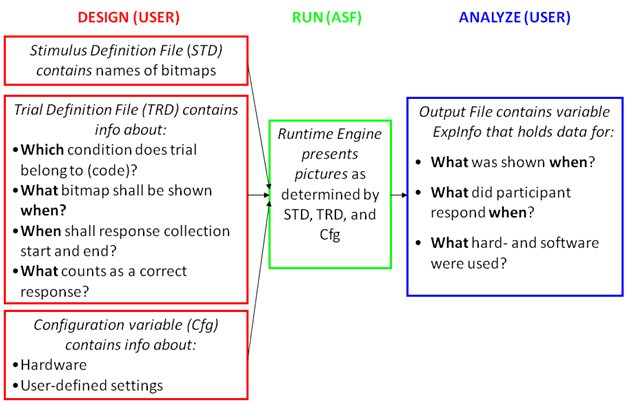 DESIGN (USER)
RUN (ASF)
ANALYZE (USER)
Stimulus Definition File (STD)
contains names of bitmaps
Trial Definition File (TRD) contains
info about:
•Which condition does trial
belong to (code)?
•What bitmap shall be shown
when?
•When shall response collection
start and end?
•What counts as a correct
response?
Configuration variable (Cfg)
contains info about:
•Hardware
•User-defined settings
Runtime Engine
presents
pictures as
determined by
STD, TRD, and
Cfg
Output File contains variable
ExpInfo that holds data for:
• What was shown when?
• What did participant
respond when?
• What hard- and software
were used?